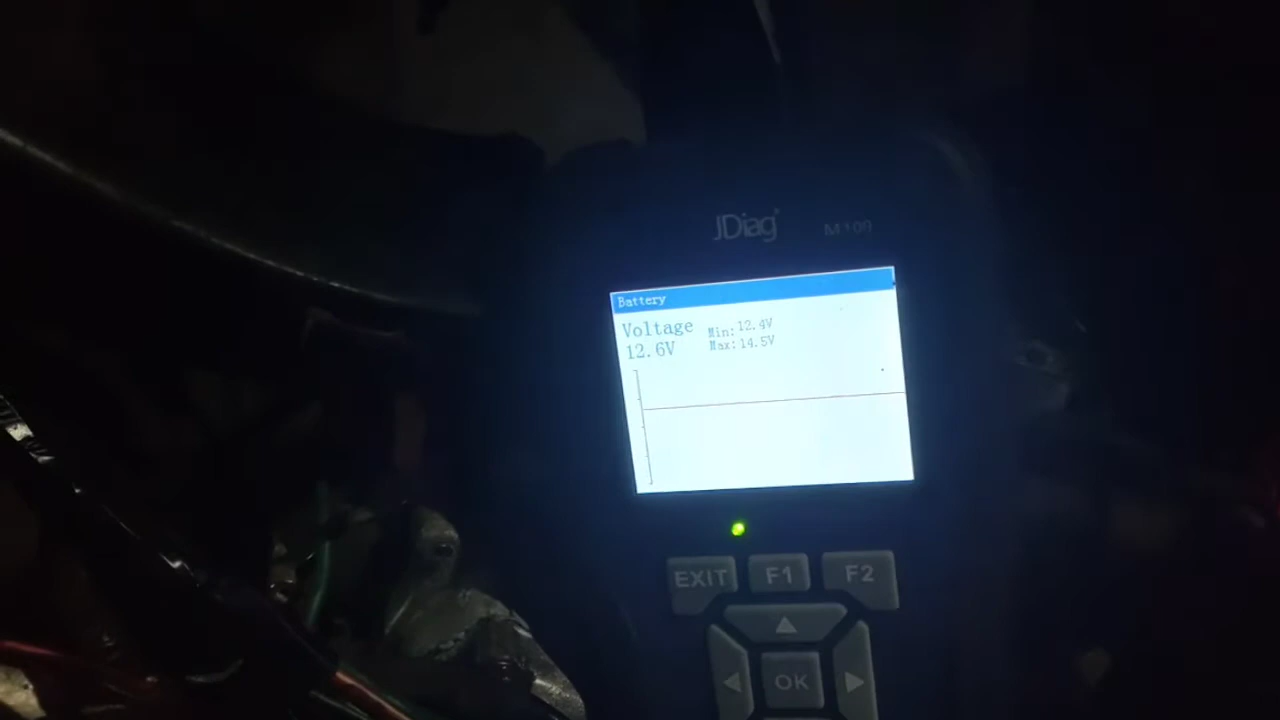 JDiag M100
Battery
Voltage
12.6V
Min: 12.4V
Max: 14.5V
EXIT F1 F2
OK